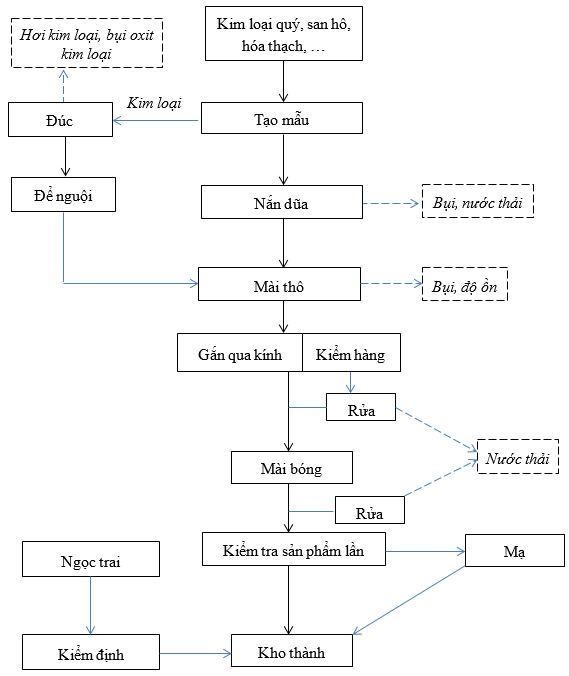 Hơi kim loại, bụi oxit
kim loại
Kim loại quý, san hô,
hóa thạch, ...
Kim loại
Đúc
Tạo mẫu
Để nguội
Nắn dũa
Bụi, nước thải
Mài thô
Bụi, độ ồn
Gắn qua kính
Kiểm hàng
Rửa
Mài bóng
Nước thải
Rửa
Kiểm tra sản phẩm lần
Mạ
Ngọc trai
Kiểm định
Kho thành